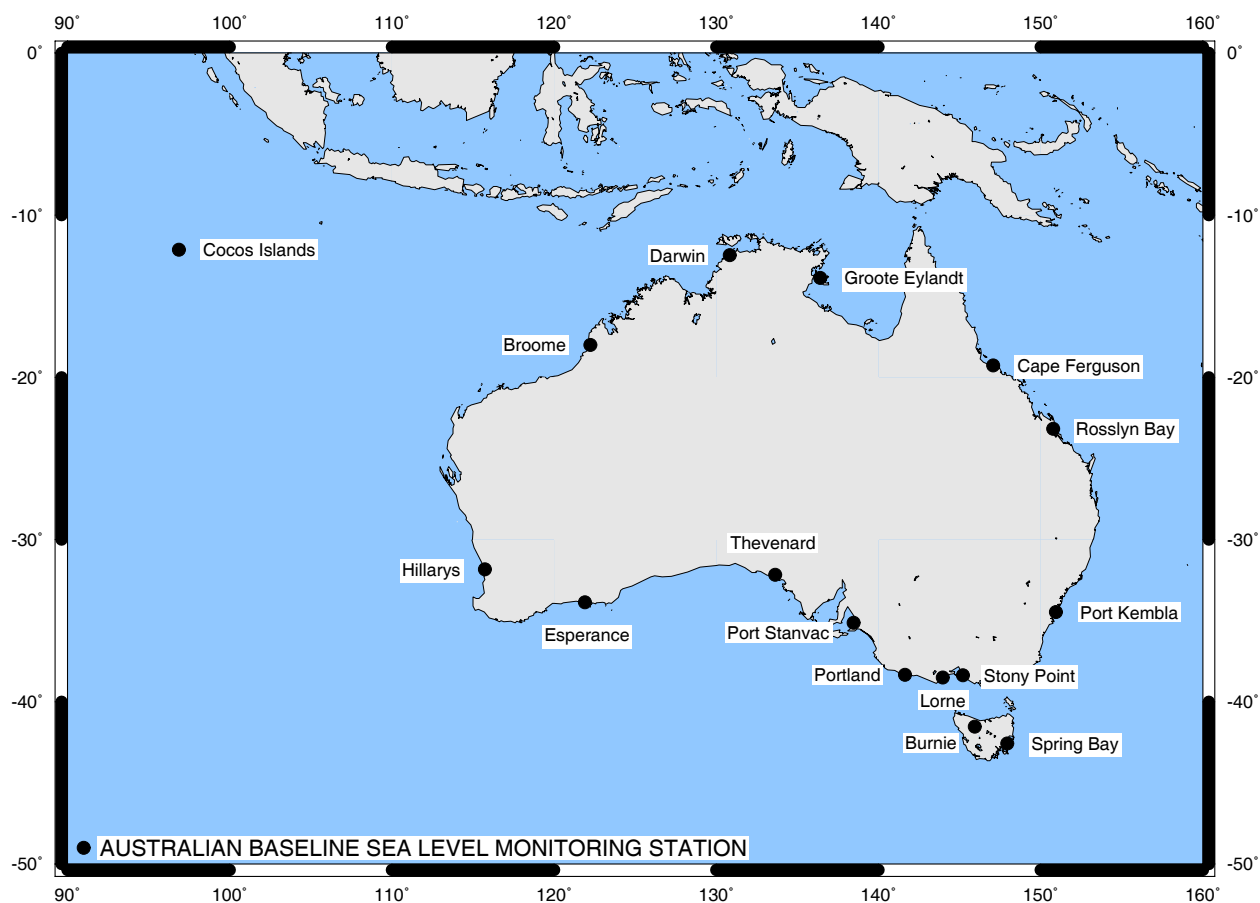 90˚ 100˚ 110˚ 120˚ 130˚ 140˚ 150˚ 160˚
0˚ 0˚
-10˚ -10˚
Cocos Islands
Darwin
Groote Eylandt
Broome
Cape Ferguson
-20˚ -20˚
Rosslyn Bay
-30˚ -30˚
Thevenard
Hillarys
Port Kembla
Esperance
Port Stanvac
Portland
Stony Point
Lorne
-40˚ -40˚
Burnie
Spring Bay
AUSTRALIAN BASELINE SEA LEVEL MONITORING STATION
-50˚ -50˚
90˚ 100˚ 110˚ 120˚ 130˚ 140˚ 150˚ 160˚